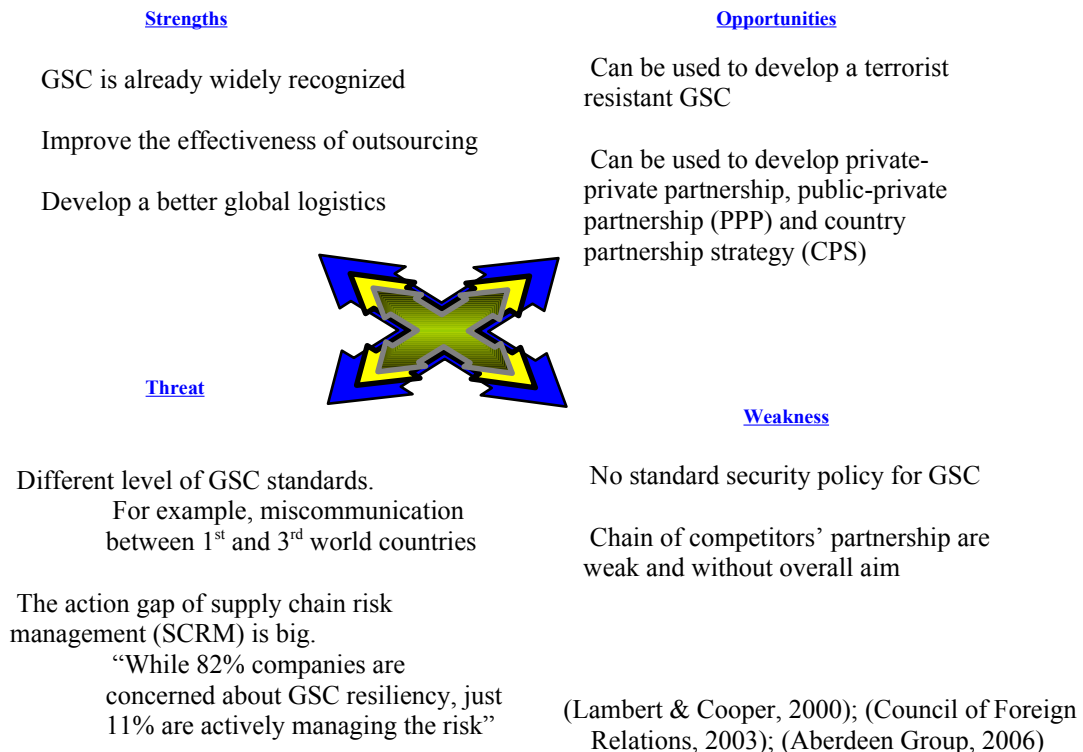 Strengths
GSC is already widely recognized
Improve the effectiveness of outsourcing
Develop a better global logistics
Opportunities
Can be used to develop a terrorist
resistant GSC
Can be used to develop private-
private partnership, public-private
partnership (PPP) and country
partnership strategy (CPS)
Threat
Different level of GSC standards.
For example, miscommunication
between 1st and 3rd world countries
The action gap of supply chain risk
management (SCRM) is big.
“While 82% companies are
concerned about GSC resiliency, just
11% are actively managing the risk”
Weakness
No standard security policy for GSC
Chain of competitors’ partnership are
weak and without overall aim
(Lambert & Cooper, 2000); (Council of Foreign
Relations, 2003); (Aberdeen Group, 2006)